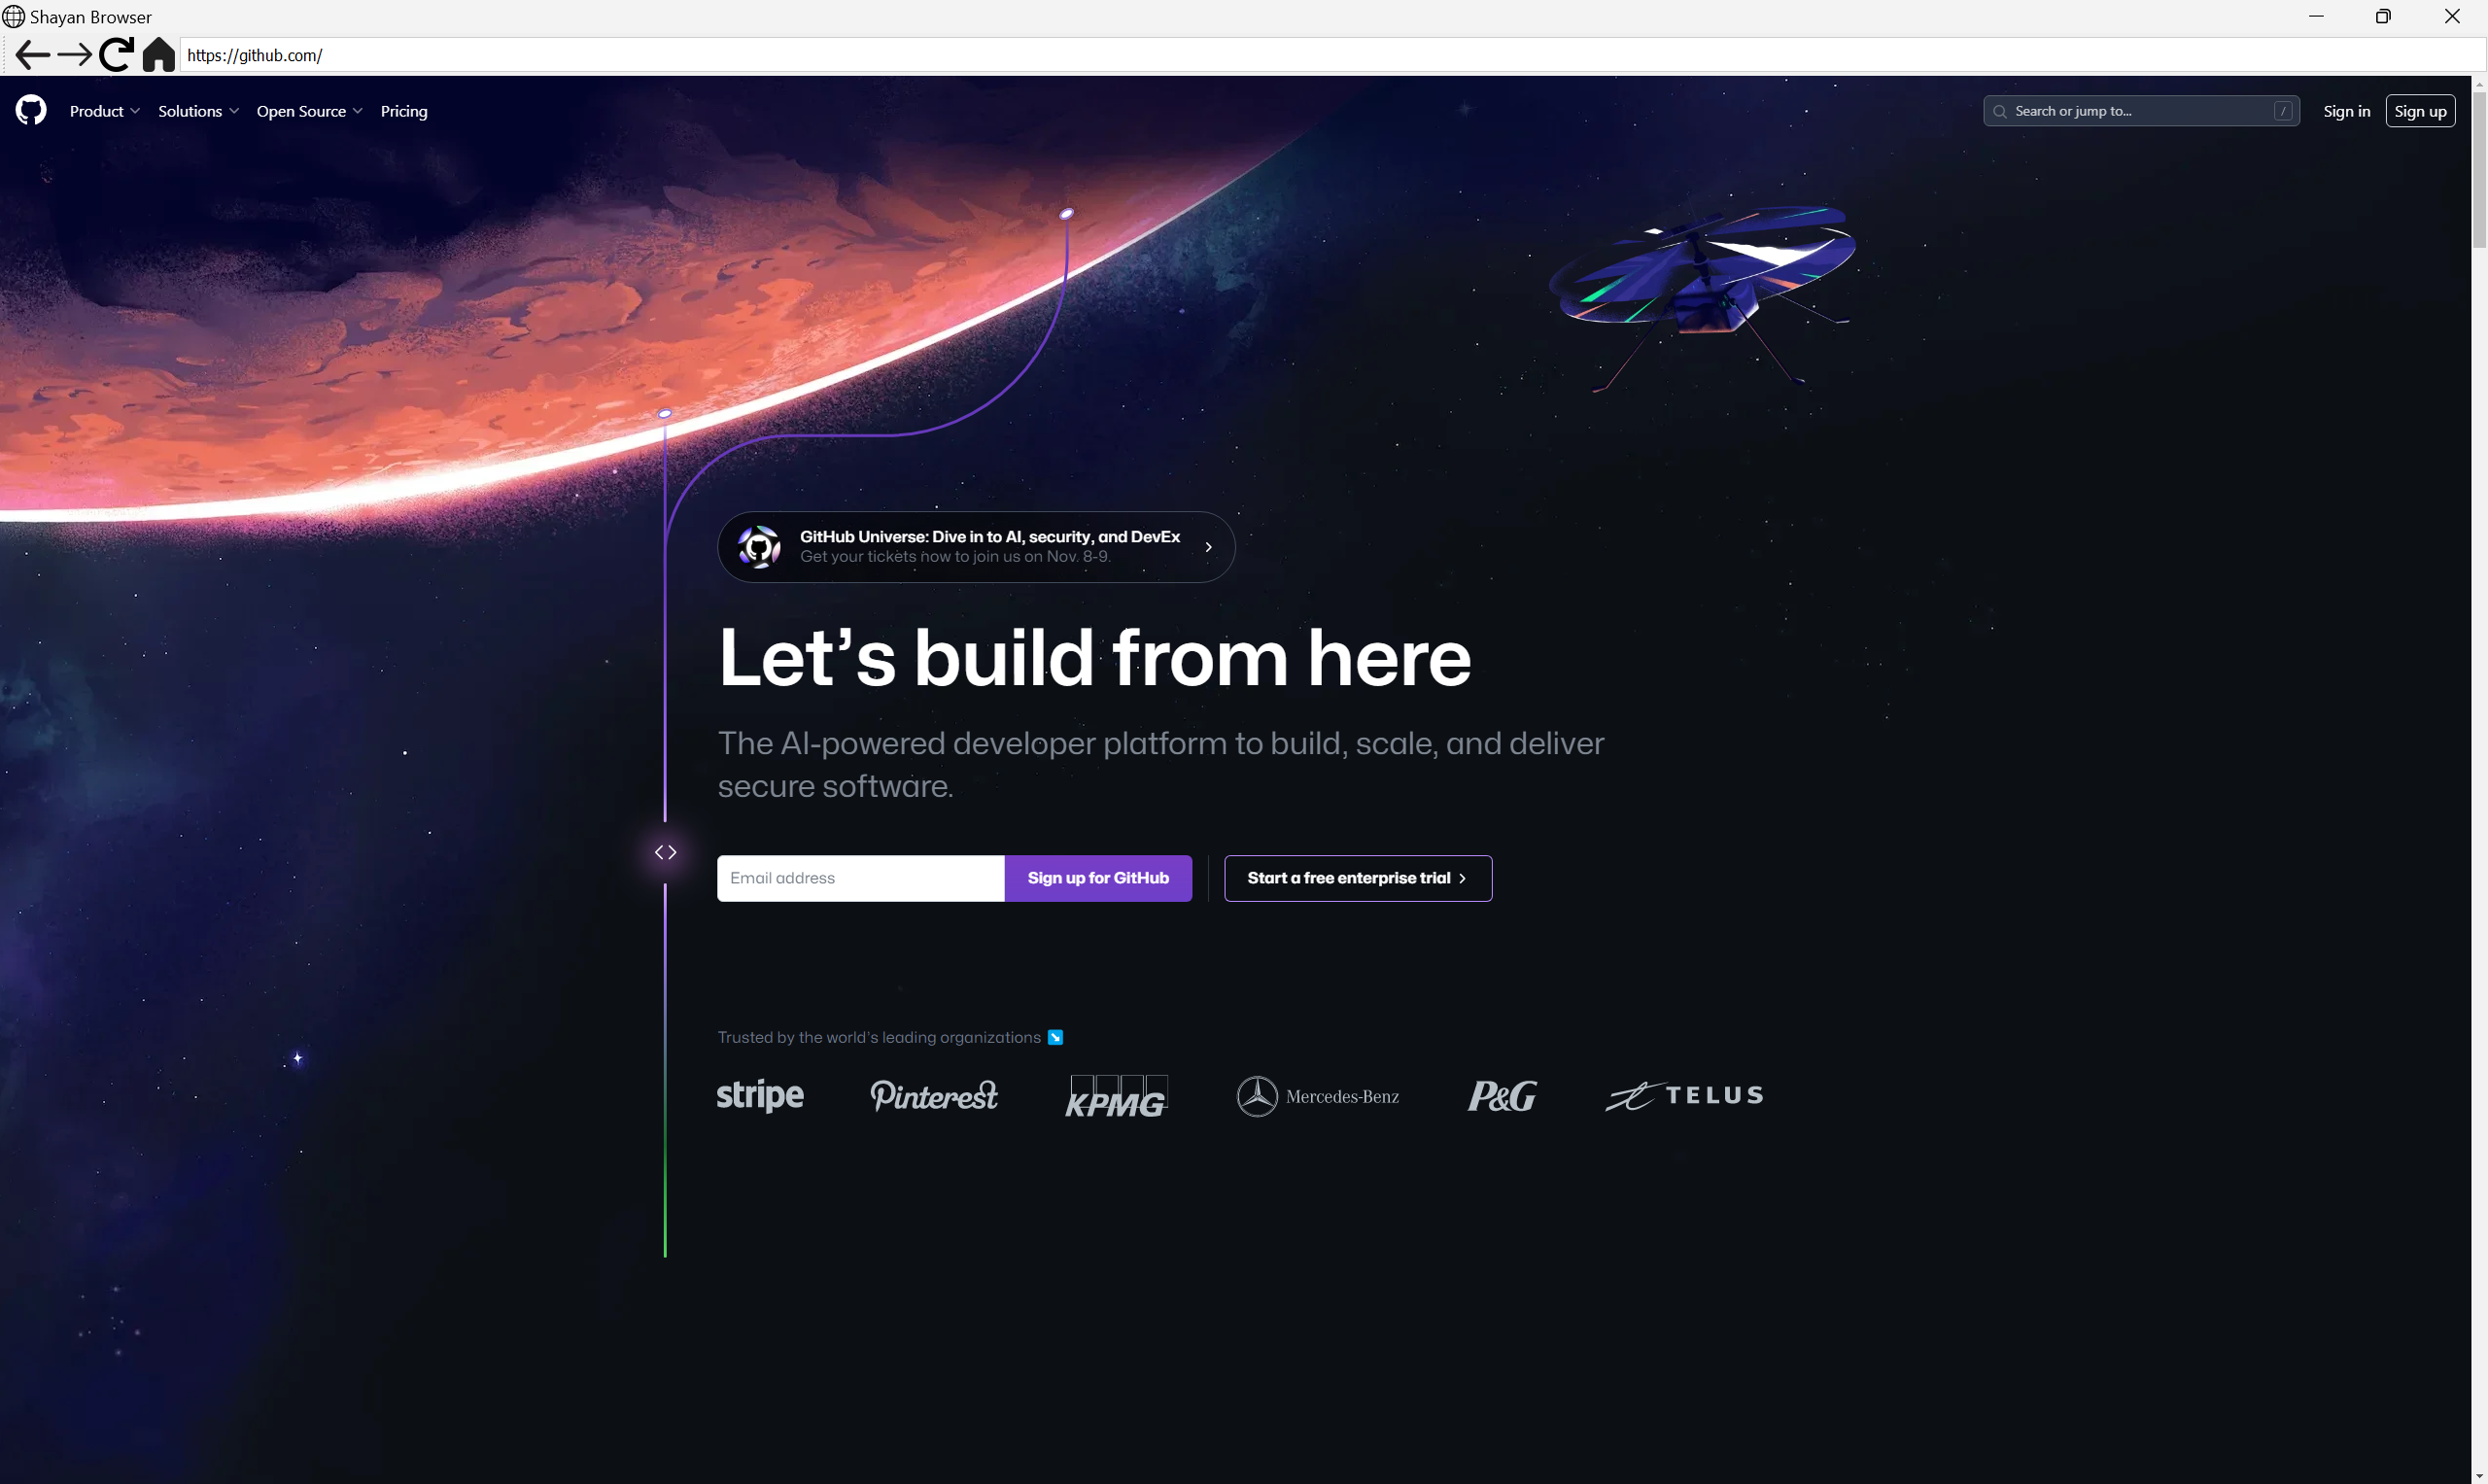 Shayan Browser
https://github.com/
Product
Solutions
Open Source
Pricing
Search or jump to...
/
Sign in
Sign up
GitHub Universe: Dive in to AI, security, and DevEx
Get your tickets now to join us on Nov. 8-9.
Let’s build from here
The AI-powered developer platform to build, scale, and deliver
secure software.
Email address
Sign up for GitHub
Start a free enterprise trial
Trusted by the world’s leading organizations
stripe
Pinterest
KPMG
Mercedes-Benz
P&G
TELUS